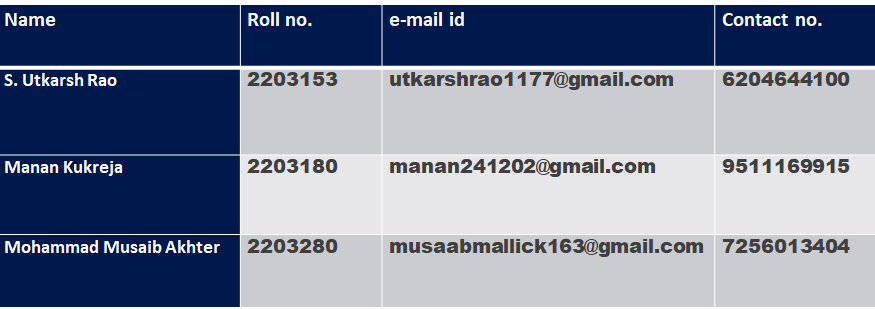 Name Roll no. e-mail id Contact no.
S. Utkarsh Rao 2203153 utkarshrao1177@gmail.com 6204644100
Manan Kukreja 2203180 manan241202@gmail.com 9511169915
Mohammad Musaib Akhter 2203280 musaabmallick163@gmail.com 7256013404